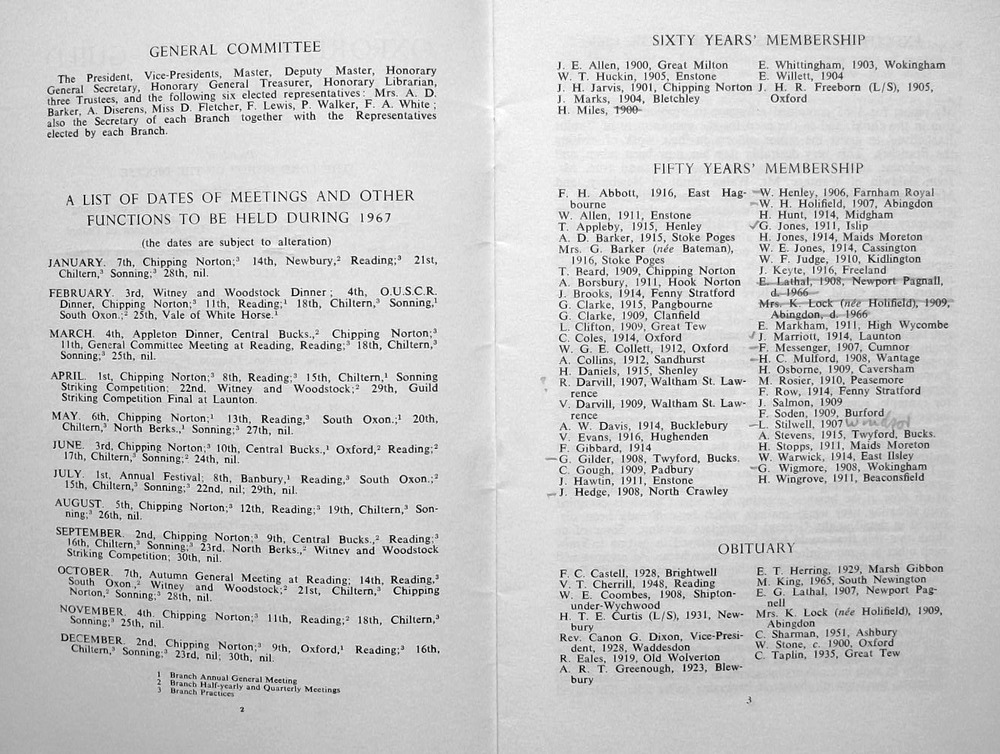 GENERAL COMMITTEE
The President, Vice-Presidents, Master, Deputy Master, Honorary
General Secretary, Honorary General Treasurer, Honorary Librarian,
three Trustees, and the following six elected representatives: Mrs. A. D.
Barker, A. Diserens, Miss D. Fletcher, F. Lewis, P. Walker, F. A. White;
also the Secretary of each Branch together with the Representatives
elected by each Branch.
A LIST OF DATES OF MEETINGS AND OTHER
FUNCTIONS TO BE HELD DURING 1967
(the dates are subject to alteration)
JANUARY. 7th, Chipping Norton;³ 14th, Newbury,² Reading;³ 21st,
Chiltern,³ Sonning;³ 28th, nil.
FEBRUARY. 3rd, Witney and Woodstock Dinner; 4th, O.U.S.C.R.
Dinner, Chipping Norton;³ 11th, Reading;¹ 18th, Chiltern,³ Sonning,¹
South Oxon.;² 25th, Vale of White Horse.¹
MARCH. 4th, Appleton Dinner, Central Bucks.,² Chipping Norton;³
11th, General Committee Meeting at Reading, Reading;³ 18th, Chiltern,³
Sonning;³ 25th, nil.
APRIL. 1st, Chipping Norton;³ 8th, Reading;³ 15th, Chiltern,¹ Sonning
Striking Competition; 22nd, Witney and Woodstock;² 29th, Guild
Striking Competition Final at Launton.
MAY. 6th, Chipping Norton;¹ 13th, Reading,³ South Oxon.;¹ 20th,
Chiltern,³ North Berks.,¹ Sonning;³ 27th, nil.
JUNE. 3rd, Chipping Norton;³ 10th, Central Bucks.,¹ Oxford,² Reading;²
17th, Chiltern,³ Sonning;² 24th, nil.
JULY. 1st, Annual Festival; 8th, Banbury,¹ Reading,³ South Oxon.;²
15th, Chiltern,³ Sonning;³ 22nd, nil; 29th, nil.
AUGUST. 5th, Chipping Norton;³ 12th, Reading;³ 19th, Chiltern,³ Son-
ning;³ 26th, nil.
SEPTEMBER. 2nd, Chipping Norton;³ 9th, Central Bucks.,² Reading;³
16th, Chiltern,³ Sonning;³ 23rd, North Berks.,² Witney and Woodstock
Striking Competition; 30th, nil.
OCTOBER. 7th, Autumn General Meeting at Reading; 14th, Reading,³
South Oxon.,² Witney and Woodstock;² 21st, Chiltern,³ Chipping
Norton,² Sonning;³ 28th, nil.
NOVEMBER. 4th, Chipping Norton;³ 11th, Reading;² 18th, Chiltern,³
Sonning;³ 25th, nil.
DECEMBER. 2nd, Chipping Norton;³ 9th, Oxford,¹ Reading;³ 16th,
Chiltern,³ Sonning;³ 23rd, nil; 30th, nil.
1 Branch Annual General Meeting
2 Branch Half-yearly and Quarterly Meetings
3 Branch Practices
2
SIXTY YEARS' MEMBERSHIP
J. E. Allen, 1900, Great Milton
W. T. Huckin, 1905, Enstone
J. H. Jarvis, 1901, Chipping Norton
J. Marks, 1904, Bletchley
H. Miles, 1900
E. Whittingham, 1903, Wokingham
E. Willett, 1904
J. H. R. Freeborn (L/S), 1905,
Oxford
FIFTY YEARS' MEMBERSHIP
F. H. Abbott, 1916, East Hag-
bourne
W. Allen, 1911, Enstone
T. Appleby, 1915, Henley
A. D. Barker, 1915, Stoke Poges
Mrs. G. Barker (née Bateman),
1916, Stoke Poges
T. Beard, 1909, Chipping Norton
A. Borsbury, 1911, Hook Norton
J. Brooks, 1914, Fenny Stratford
G. Clarke, 1915, Pangbourne
G. Clarke, 1909, Clanfield
L. Clifton, 1909, Great Tew
C. Coles, 1914, Oxford
W. G. E. Collett, 1912, Oxford
A. Collins, 1912, Sandhurst
H. Daniels, 1915, Shenley
R. Darvill, 1907, Waltham St. Law-
rence
V. Darvill, 1909, Waltham St. Law-
rence
A. W. Davis, 1914, Bucklebury
V. Evans, 1916, Hughenden
F. Gibbard, 1914
G. Gilder, 1908, Twyford, Bucks.
C. Gough, 1909, Padbury
J. Hawtin, 1911, Enstone
J. Hedge, 1908, North Crawley
W. Henley, 1906, Farnham Royal
W. H. Holifield, 1907, Abingdon
H. Hunt, 1914, Midgham
G. Jones, 1911, Islip
H. Jones, 1914, Maids Moreton
W. E. Jones, 1914, Cassington
W. F. Judge, 1910, Kidlington
J. Keyte, 1916, Freeland
E. Lathal, 1908, Newport Pagnall,
d. 1966
Mrs. K. Lock (née Holifield), 1909,
Abingdon, d. 1966
E. Markham, 1911, High Wycombe
J. Marriott, 1914, Launton
F. Messenger, 1907, Cumnor
H. C. Mulford, 1908, Wantage
H. Osborne, 1909, Caversham
M. Rosier, 1910, Peasemore
F. Row, 1914, Fenny Stratford
J. Salmon, 1909
F. Soden, 1909, Burford
L. Stilwell, 1907 Windsor
A. Stevens, 1915, Twyford, Bucks.
H. Stopps, 1911, Maids Moreton
W. Warwick, 1914, East Ilsley
G. Wigmore, 1908, Wokingham
H. Wingrove, 1911, Beaconsfield
OBITUARY
F. C. Castell, 1928, Brightwell
V. T. Cherrill, 1948, Reading
W. E. Coombes, 1908, Shipton-
under-Wychwood
H. T. E. Curtis (L/S), 1931, New-
bury
Rev. Canon G. Dixon, Vice-Presi-
dent, 1928, Waddesdon
R. Eales, 1919, Old Wolverton
A. R. T. Greenough, 1923, Blew-
bury
E. T. Herring, 1929, Marsh Gibbon
M. King, 1965, South Newington
E. G. Lathal, 1907, Newport Pag-
nell
Mrs. K. Lock (née Holifield), 1909,
Abingdon
C. Sharman, 1951, Ashbury
W. Stone, c. 1900, Oxford
C. Taplin, 1935, Great Tew
3